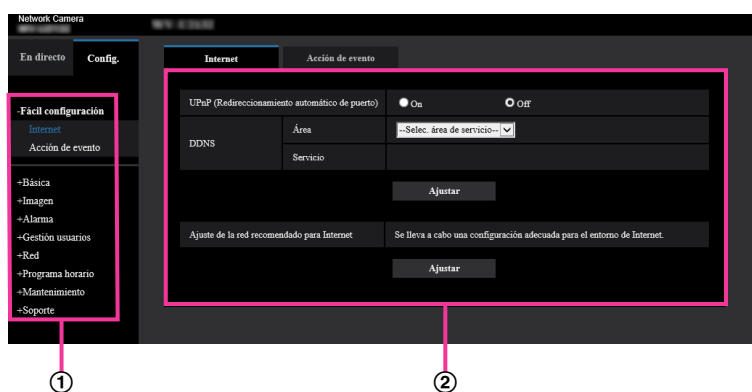 Network Camera
En directo Config.
Internet Acción de evento
-Fácil configuración
Internet
Acción de evento
+Básica
+Imagen
+Alarma
+Gestión usuarios
+Red
+Programa horario
+Mantenimiento
+Soporte
UPnP (Redireccionamiento automático de puerto) On Off
DDNS
Área --Selec. área de servicio--
Servicio
Ajustar
Ajuste de la red recomendado para Internet Se lleva a cabo una configuración adecuada para el entorno de Internet.
Ajustar
① ②